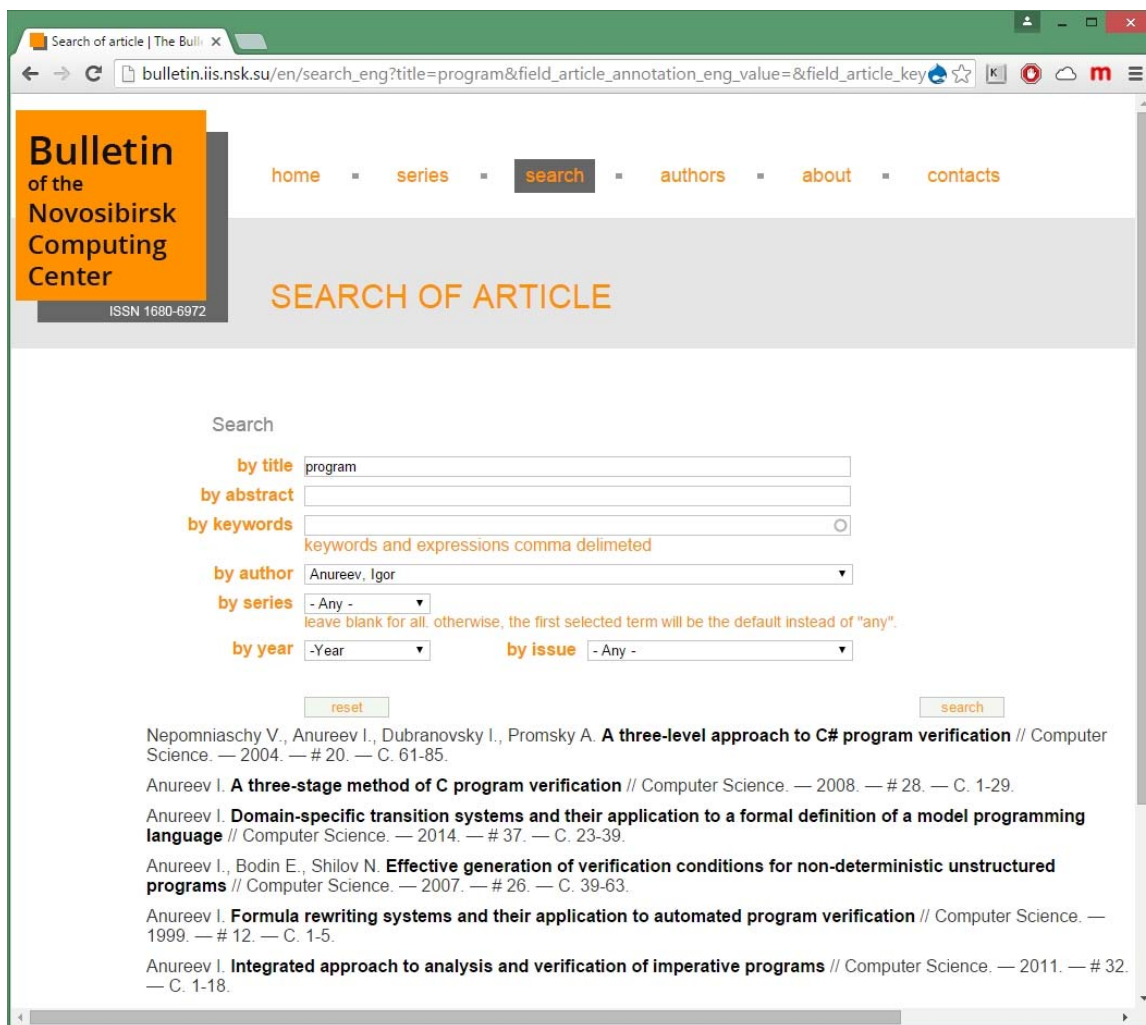 Search of article | The Bull
bulletin.iis.nsk.su/en/search_eng?title=program&field_article_annotation_eng_value=&field_article_key
K
m
Bulletin
of the
Novosibirsk
Computing
Center
ISSN 1680-6972
home
series
search
authors
about
contacts
SEARCH OF ARTICLE
Search
by title program
by abstract
by keywords
keywords and expressions comma delimeted
by author Anureev, Igor
by series - Any -
leave blank for all. otherwise, the first selected term will be the default instead of "any".
by year -Year by issue - Any -
reset search
Nepomniaschy V., Anureev I., Dubranovsky I., Promsky A. A three-level approach to C# program verification // Computer
Science. — 2004. — # 20. — C. 61-85.
Anureev I. A three-stage method of C program verification // Computer Science. — 2008. — # 28. — C. 1-29.
Anureev I. Domain-specific transition systems and their application to a formal definition of a model programming
language // Computer Science. — 2014. — # 37. — C. 23-39.
Anureev I., Bodin E., Shilov N. Effective generation of verification conditions for non-deterministic unstructured
programs // Computer Science. — 2007. — # 26. — C. 39-63.
Anureev I. Formula rewriting systems and their application to automated program verification // Computer Science. —
1999. — # 12. — C. 1-5.
Anureev I. Integrated approach to analysis and verification of imperative programs // Computer Science. — 2011. — # 32.
— C. 1-18.